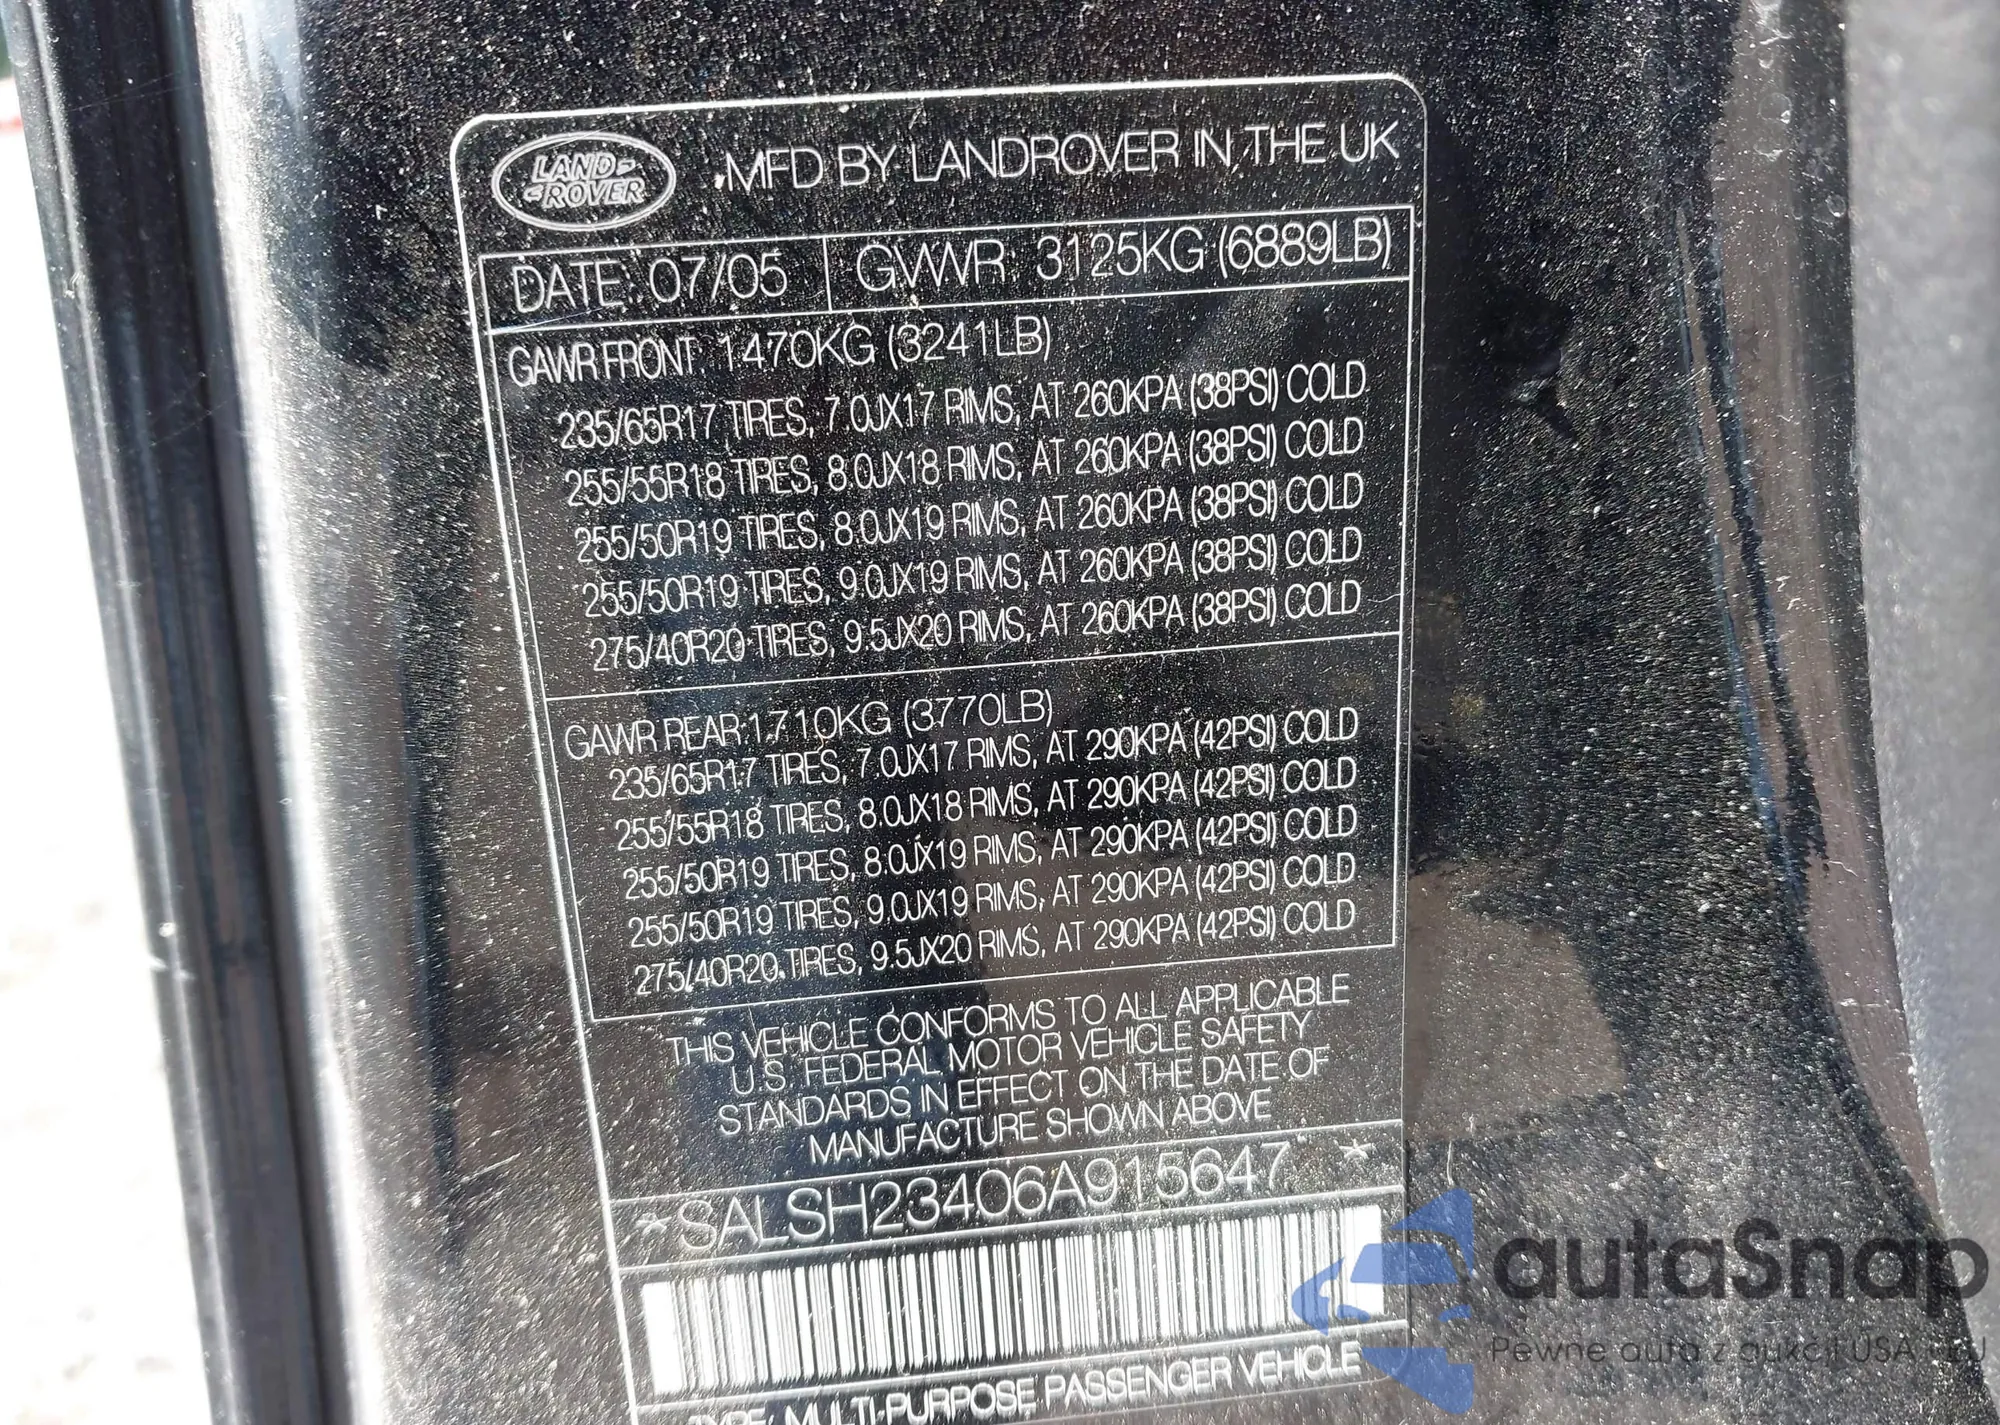 LAND-
-ROVER
MFD BY LANDROVER IN THE UK
DATE: 07/05 GVWR: 3125KG (6889LB)
GAWR FRONT: 1470KG (3241LB)
235/65R17 TIRES, 7.0JX17 RIMS, AT 260KPA (38PSI) COLD
255/55R18 TIRES, 8.0JX18 RIMS, AT 260KPA (38PSI) COLD
255/50R19 TIRES, 8.0JX19 RIMS, AT 260KPA (38PSI) COLD
255/50R19 TIRES, 9.0JX19 RIMS, AT 260KPA (38PSI) COLD
275/40R20 TIRES, 9.5JX20 RIMS, AT 260KPA (38PSI) COLD
GAWR REAR: 1710KG (3770LB)
235/65R17 TIRES, 7.0JX17 RIMS, AT 290KPA (42PSI) COLD
255/55R18 TIRES, 8.0JX18 RIMS, AT 290KPA (42PSI) COLD
255/50R19 TIRES, 8.0JX19 RIMS, AT 290KPA (42PSI) COLD
255/50R19 TIRES, 9.0JX19 RIMS, AT 290KPA (42PSI) COLD
275/40R20 TIRES, 9.5JX20 RIMS, AT 290KPA (42PSI) COLD
THIS VEHICLE CONFORMS TO ALL APPLICABLE
U.S. FEDERAL MOTOR VEHICLE SAFETY
STANDARDS IN EFFECT ON THE DATE OF
MANUFACTURE SHOWN ABOVE
*SALSH23406A915647*
TYPE: MULTI-PURPOSE PASSENGER VEHICLE
autaSnap
Pewne auta z aukcji USA i EU